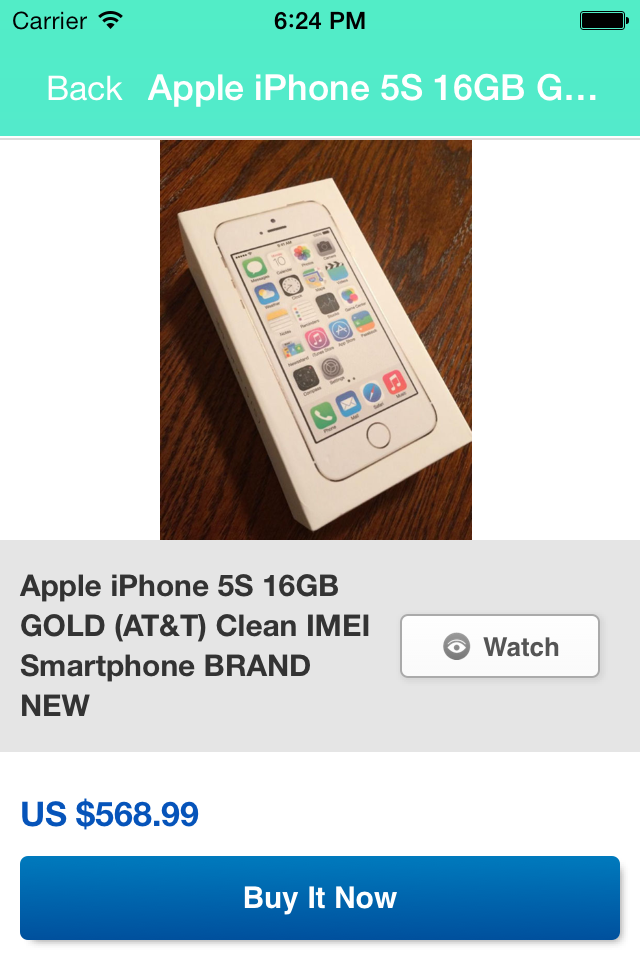 Carrier 6:24 PM
Back Apple iPhone 5S 16GB G...
Apple iPhone 5S 16GB
GOLD (AT&T) Clean IMEI
Smartphone BRAND
NEW
Watch
US $568.99
Buy It Now